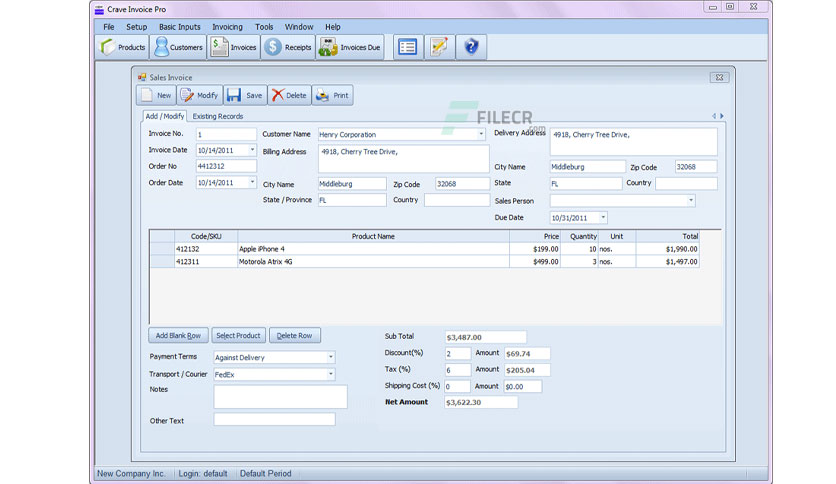 Crave Invoice Pro
File Setup Basic Inputs Invoicing Tools Window Help
Products Customers Invoices Receipts Invoices Due
Sales Invoice
New Modify Save Delete Print
Add / Modify Existing Records
FILECR
.com
Invoice No. 1 Customer Name Henry Corporation Delivery Address 4918, Cherry Tree Drive,
Invoice Date 10/14/2011 Billing Address 4918, Cherry Tree Drive,
Order No 4412312 City Name Middleburg Zip Code 32068
Order Date 10/14/2011 City Name Middleburg Zip Code 32068 State FL Country
State / Province FL Country Sales Person
Due Date 10/31/2011
Code/SKU Product Name Price Quantity Unit Total
412132 Apple iPhone 4 $199.00 10 nos. $1,990.00
412311 Motorola Atrix 4G $499.00 3 nos. $1,497.00
Add Blank Row Select Product Delete Row Sub Total $3,487.00
Payment Terms Against Delivery Discount(%) 2 Amount $69.74
Transport / Courier FedEx Tax (%) 6 Amount $205.04
Notes Shipping Cost (%) 0 Amount $0.00
Net Amount $3,622.30
Other Text
New Company Inc. Login: default Default Period